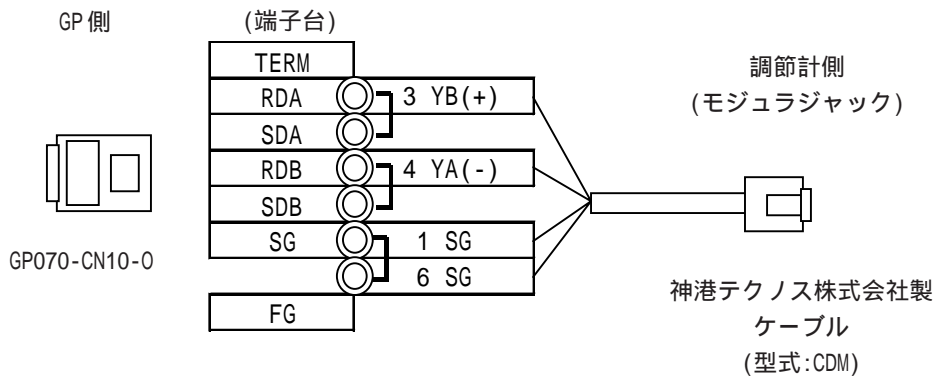 GP側
(端子台)
TERM
RDA
3 YB(+)
SDA
RDB
4 YA(-)
SDB
SG
1 SG
6 SG
FG
GP070-CN10-O
調節計側
(モジュラジャック)
神港テクノス株式会社製
ケーブル
(型式:CDM)